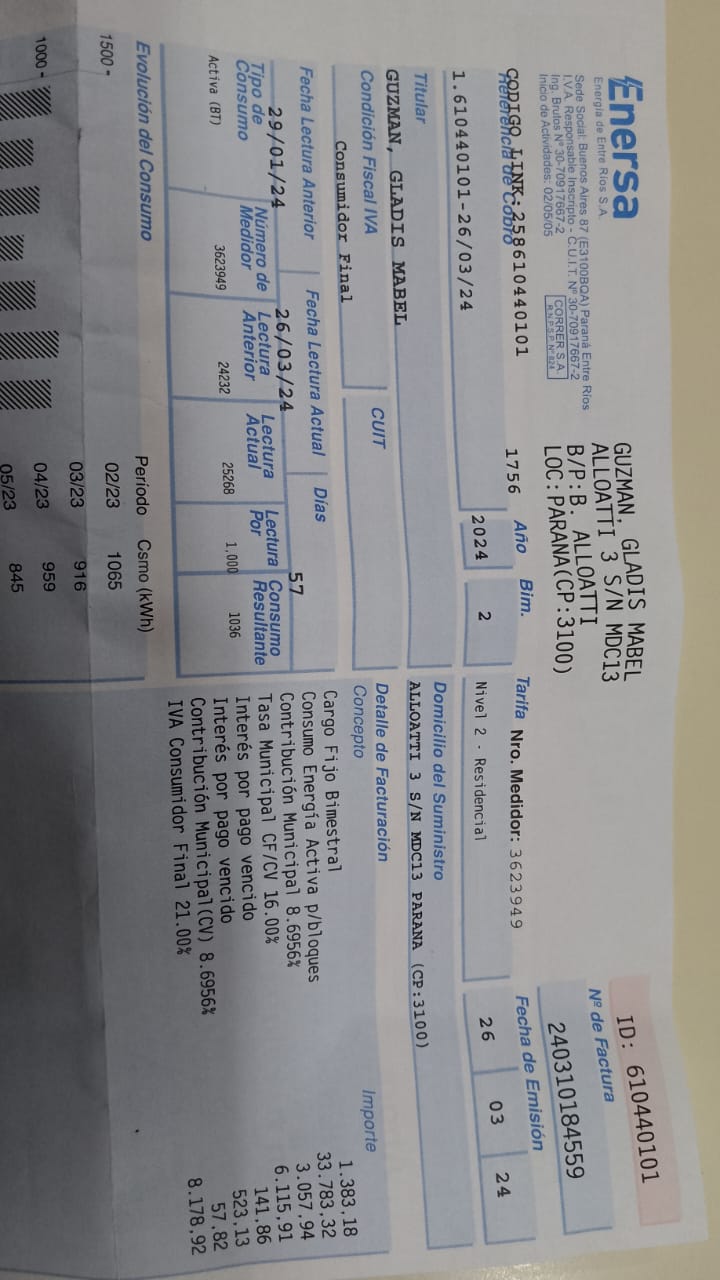 Enersa
Energía de Entre Ríos S.A.
Sede Social: Buenos Aires 87 (E3100BQA) Paraná Entre Ríos
I.V.A. Responsable Inscripto - C.U.I.T. Nº 30-70917667-2
Ing. Brutos Nº 30-70917667-2
Inicio de Actividades: 02/05/05
CORRER S.A.
R.N.P.S.P. Nº 824
GUZMAN, GLADIS MABEL
ALLOATTI 3 S/N MDC13
B/P:B. ALLOATTI
LOC:PARANA(CP:3100)
ID: 610440101
Nº de Factura
240310184559
CODIGO LINK:258610440101
1756
Referencia de Cobro
Año
Bim.
Tarifa
Nro. Medidor: 3623949
Fecha de Emisión
1.610440101-26/03/24
2024
2
Nivel 2 - Residencial
26
03
24
Titular
Domicilio del Suministro
GUZMAN, GLADIS MABEL
ALLOATTI 3 S/N MDC13 PARANA (CP:3100)
Condición Fiscal IVA
CUIT
Consumidor Final
Fecha Lectura Anterior
Fecha Lectura Actual
Días
29/01/24
26/03/24
57
Tipo de Consumo
Número de Medidor
Lectura Anterior
Lectura Actual
Lectura Por
Consumo Resultante
Activa (BT)
3623949
24232
25268
1,000
1036
Detalle de Facturación
Concepto
Importe
Cargo Fijo Bimestral 1.383,18
Consumo Energía Activa p/bloques 33.783,32
Contribución Municipal 8.6956% 3.057,94
Tasa Municipal CF/CV 16.00% 6.115,91
Interés por pago vencido 141,86
Interés por pago vencido 523,13
Contribución Municipal(CV) 8.6956% 57,82
IVA Consumidor Final 21.00% 8.178,92
Evolución del Consumo
Período Csmo (kWh)
1500 -
02/23 1065
03/23 916
1000 -
04/23 959
05/23 845